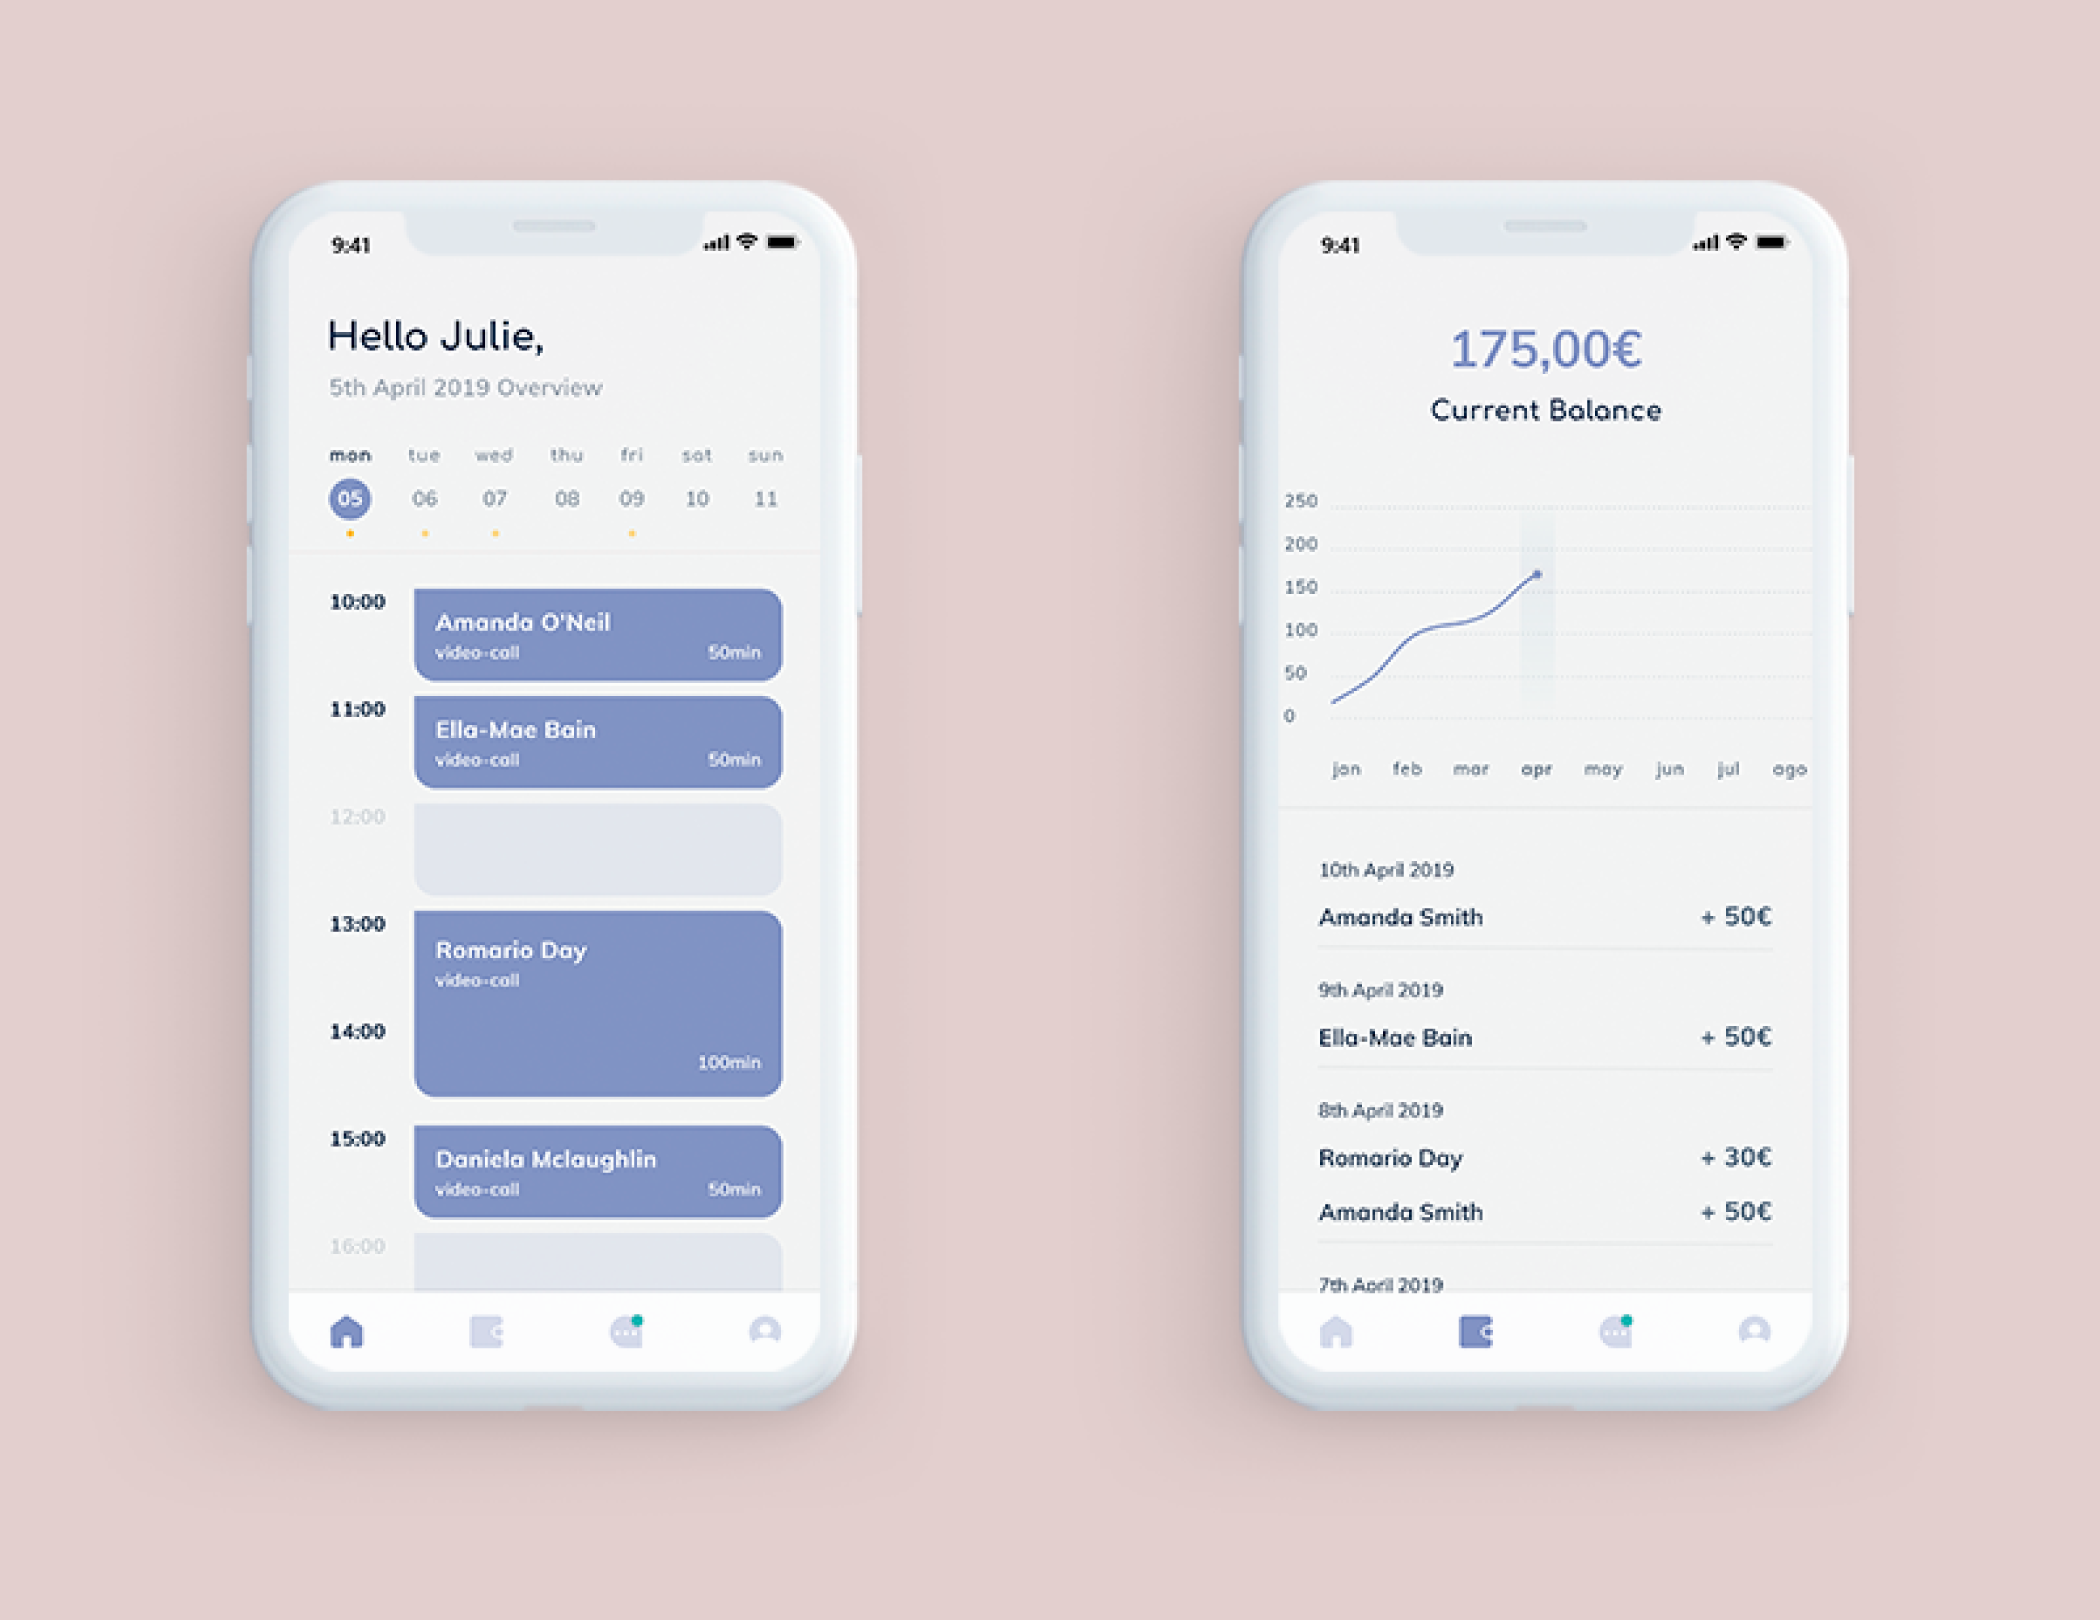 9:41
Hello Julie,
5th April 2019 Overview
mon tue wed thu fri sat sun
05 06 07 08 09 10 11
10:00
Amanda O'Neil
video-call 50min
11:00
Ella-Mae Bain
video-call 50min
12:00
13:00
Romario Day
video-call
14:00
100min
15:00
Daniela Mclaughlin
video-call 50min
16:00
9:41
175,00€
Current Balance
250
200
150
100
50
0
jan feb mar apr may jun jul ago
10th April 2019
Amanda Smith + 50€
9th April 2019
Ella-Mae Bain + 50€
8th April 2019
Romario Day + 30€
Amanda Smith + 50€
7th April 2019